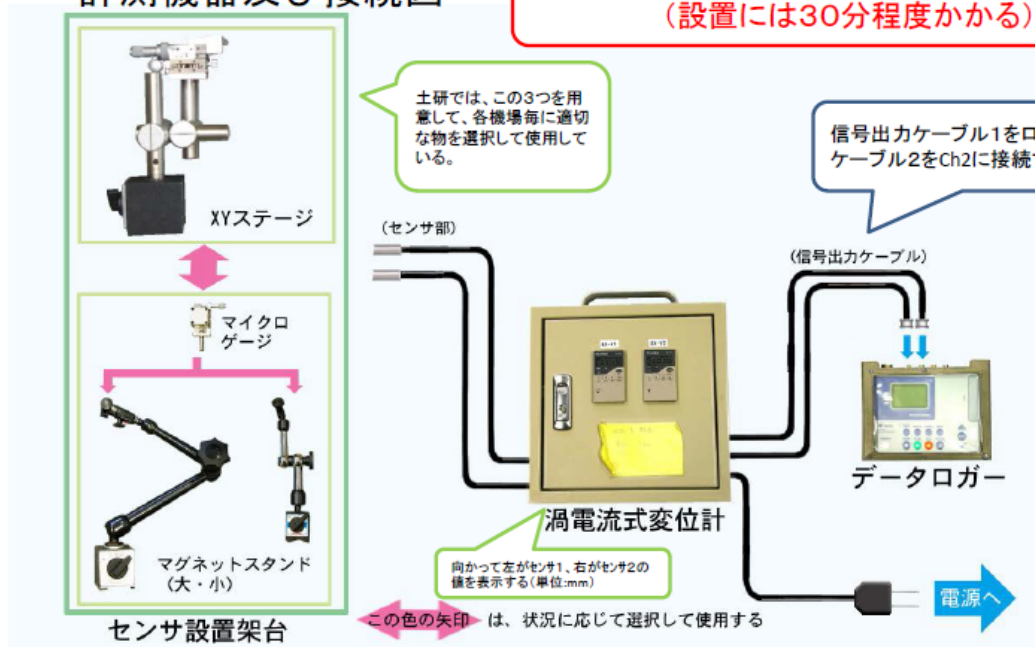 計測機器及び接続図
(設置には30分程度かかる)
土研では、この3つを用
意して、各機場毎に適切
な物を選択して使用して
いる。
信号出力ケーブル1をロ
ケーブル2をCh2に接続
XYステージ
(センサ部)
(信号出力ケーブル)
マイクロ
ゲージ
データロガー
渦電流式変位計
マグネットスタンド
(大・小)
向かって左がセンサ1、右がセンサ2の
値を表示する(単位:mm)
電源へ
この色の矢印 は、状況に応じて選択して使用する
センサ設置架台